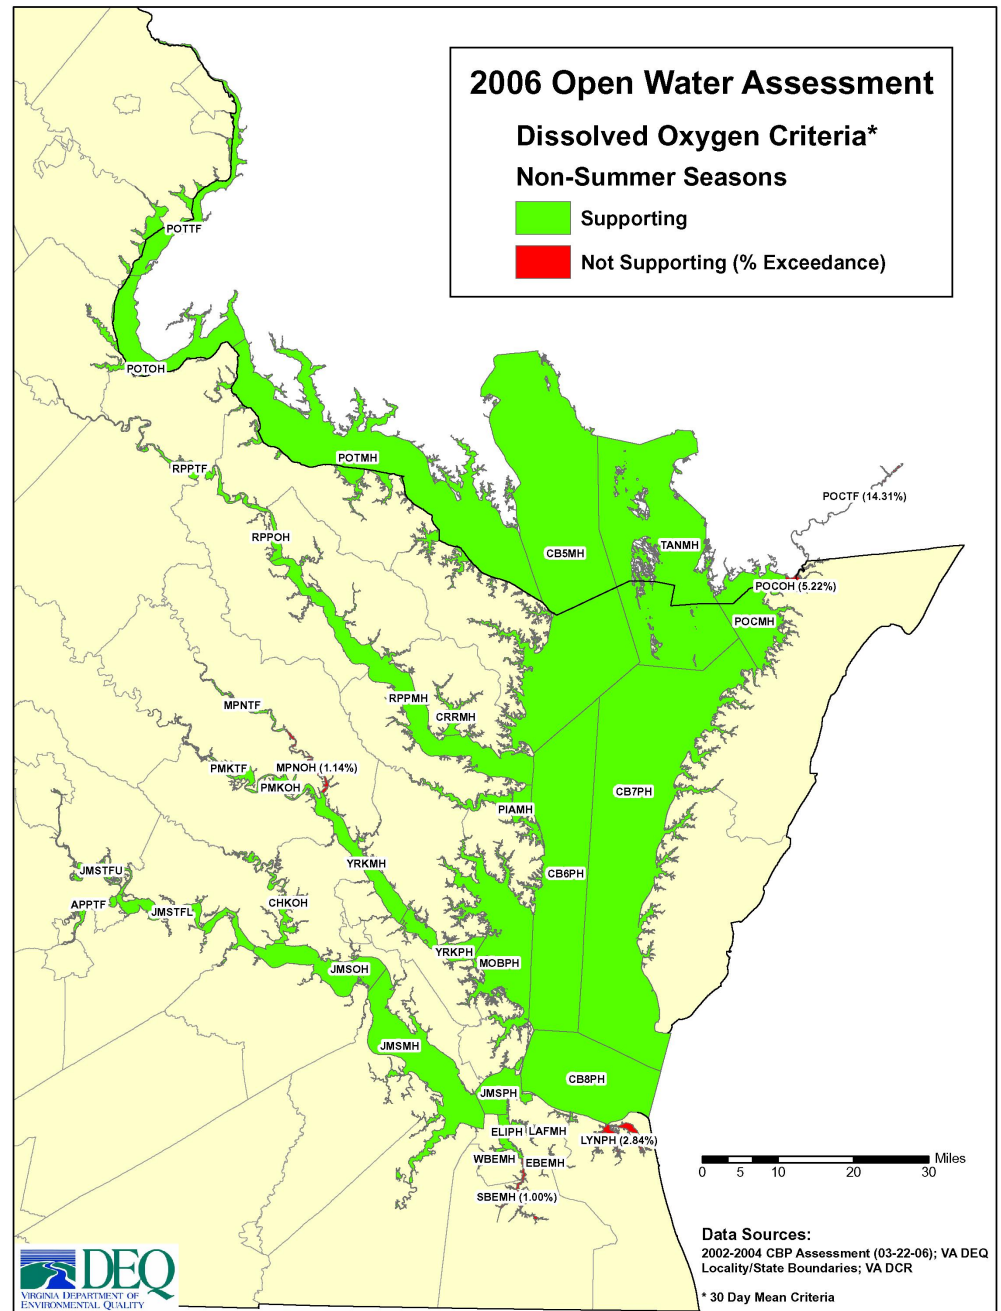 2006 Open Water Assessment
Dissolved Oxygen Criteria*
Non-Summer Seasons
Supporting
Not Supporting (% Exceedance)
POTTF
POTOH
POTMH
RPPTF
POCTF (14.31%)
RPPOH
TANMH
CB5MH
POCOH (5.22%)
POCMH
RPPMH
MPNTF
CRRMH
PMKTF
MPNOH (1.14%)
PMKOH
CB7PH
PIAMH
YRKMH
JMSTFU
CB6PH
APPTF
JMSTFL
CHKOH
YRKPH
MOBPH
JMSOH
JMSMH
CB8PH
JMSPH
ELIPH
LAFMH
LYNPH (2.84%)
WBEMH
EBEMH
SBEMH (1.00%)
Miles
0 5 10 20 30
Data Sources:
2002-2004 CBP Assessment (03-22-06); VA DEQ
Locality/State Boundaries; VA DCR
* 30 Day Mean Criteria
DEQ
VIRGINIA DEPARTMENT OF
ENVIRONMENTAL QUALITY